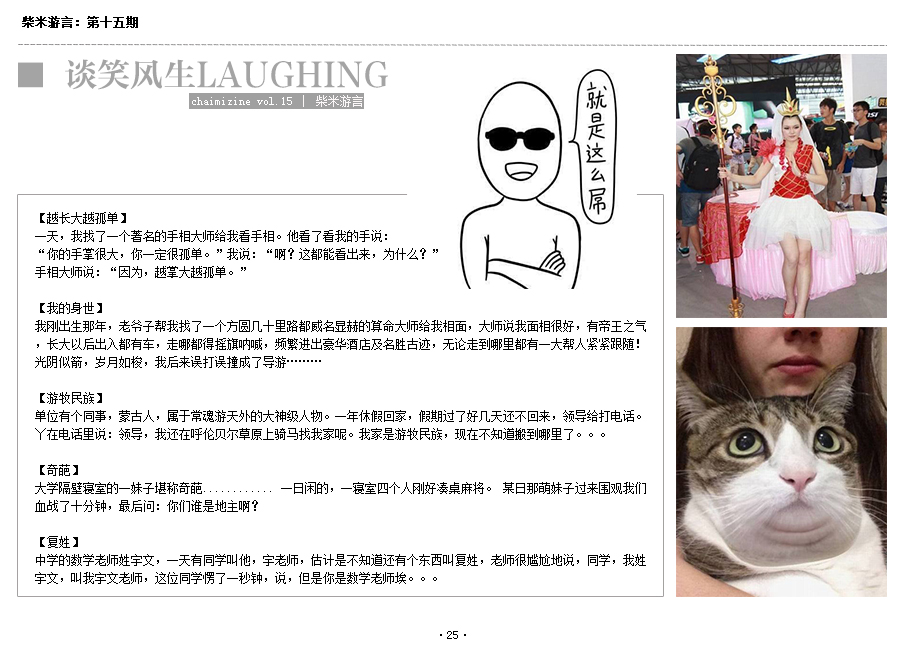 柴米游言：第十五期
谈笑风生LAUGHING
chaimizine vol.15 | 柴米游言
就是这么屌
【越长大越孤单】
一天，我找了一个著名的手相大师给我看手相。他看了看我的手说：
“你的手掌很大，你一定很孤单。”我说：“啊？这都能看出来，为什么？”
手相大师说：“因为，越掌大越孤单。”
【我的身世】
我刚出生那年，老爷子帮我找了一个方圆几十里路都威名显赫的算命大师给我相面，大师说我面相很好，有帝王之气
，长大以后出入都有车，走哪都得摇旗呐喊，频繁进出豪华酒店及名胜古迹，无论走到哪里都有一大帮人紧紧跟随！
光阴似箭，岁月如梭，我后来误打误撞成了导游………
【游牧民族】
单位有个同事，蒙古人，属于常魂游天外的大神级人物。一年休假回家，假期过了好几天还不回来，领导给打电话。
丫在电话里说：领导，我还在呼伦贝尔草原上骑马找我家呢。我家是游牧民族，现在不知道搬到哪里了。。。
【奇葩】
大学隔壁寝室的一妹子堪称奇葩............ 一日闲的，一寝室四个人刚好凑桌麻将。 某日那萌妹子过来围观我们
血战了十分钟，最后问：你们谁是地主啊？
【复姓】
中学的数学老师姓宇文，一天有同学叫他，宇老师，估计是不知道还有个东西叫复姓，老师很尴尬地说，同学，我姓
宇文，叫我宇文老师，这位同学愣了一秒钟，说，但是你是数学老师埃。。。
·25·